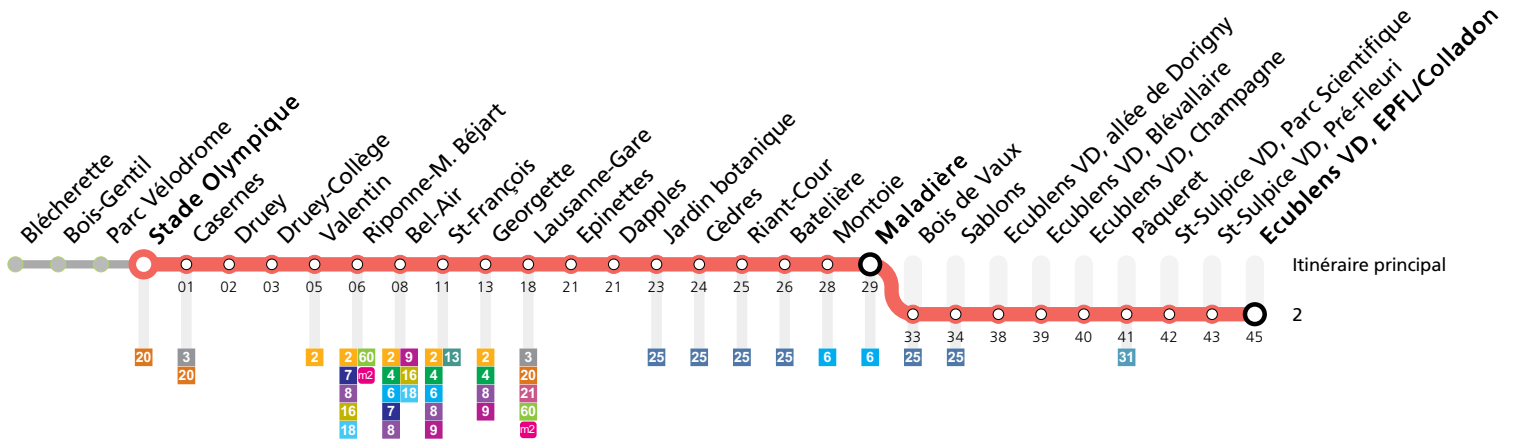 Blécherette
Bois-Gentil
Parc Vélodrome
Stade Olympique
Casernes
Druey
Druey-Collège
Valentin
Riponne-M. Béjart
Bel-Air
St-François
Georgette
Lausanne-Gare
Epinettes
Dapples
Jardin botanique
Cèdres
Riant-Cour
Batelière
Montoie
Maladière
Bois de Vaux
Sablons
Ecublens VD, allée de Dorigny
Ecublens VD, Blévallaire
Ecublens VD, Champagne
Pâqueret
St-Sulpice VD, Parc Scientifique
St-Sulpice VD, Pré-Fleuri
Ecublens VD, EPFL/Colladon
Itinéraire principal
01 02 03 05 06 08 11 13 18 21 21 23 24 25 26 28 29
2
33 34 38 39 40 41 42 43 45
20 3 2 2 60 2 9 2 13 2 3 25 25 25 25 6 6 25 25 31
20 7 m2 4 16 4 4 20
8 6 18 6 8 21
16 7 8 9 60
18 8 9 m2